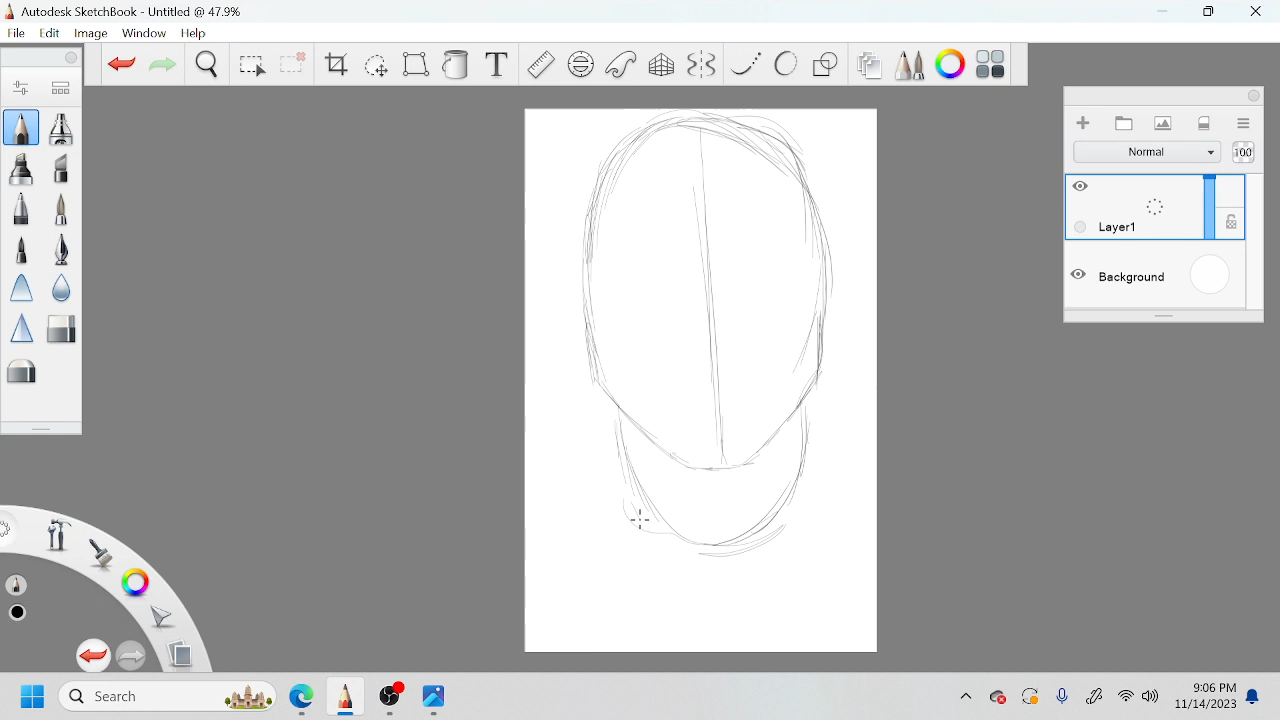 Autodesk SketchBook - Untitled @ 47.9%
File Edit Image Window Help
T
Normal
100
Layer1
Background
Search
9:06 PM
11/14/2023